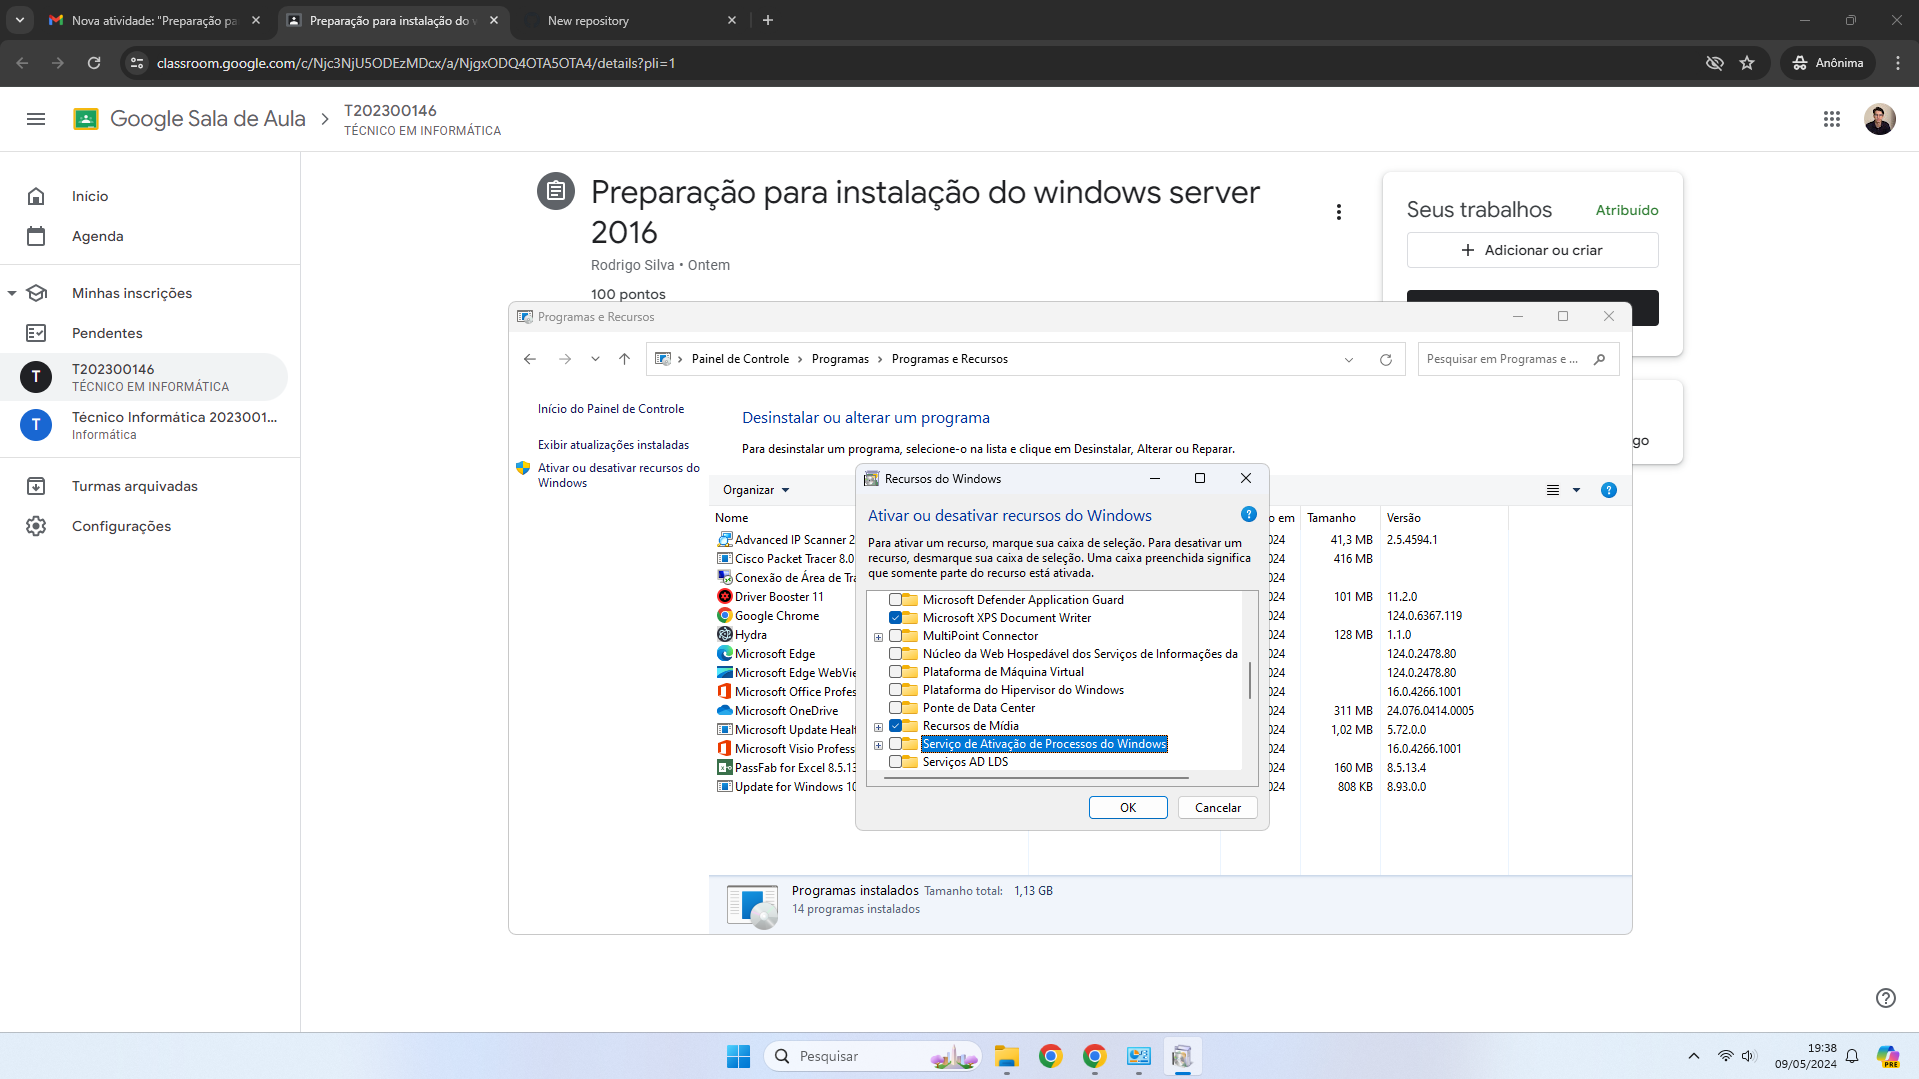 Nova atividade: "Preparação pa
Preparação para instalação do v
New repository
classroom.google.com/c/Njc3NjU5ODEzMDcx/a/NjgxODQ4OTA5OTA4/details?pli=1
Anônima
Google Sala de Aula
T202300146
TÉCNICO EM INFORMÁTICA
Início
Agenda
Minhas inscrições
Pendentes
T
T202300146
TÉCNICO EM INFORMÁTICA
T
Técnico Informática 2023001...
Informática
Turmas arquivadas
Configurações
Preparação para instalação do windows server
2016
Rodrigo Silva • Ontem
100 pontos
Seus trabalhos
Atribuído
Adicionar ou criar
go
Programas e Recursos
Painel de Controle
Programas
Programas e Recursos
Pesquisar em Programas e ...
Início do Painel de Controle
Exibir atualizações instaladas
Ativar ou desativar recursos do
Windows
Desinstalar ou alterar um programa
Para desinstalar um programa, selecione-o na lista e clique em Desinstalar, Alterar ou Reparar.
Organizar
Nome
o em
Tamanho
Versão
Advanced IP Scanner 2 024 41,3 MB 2.5.4594.1
Cisco Packet Tracer 8.0 024 416 MB
Conexão de Área de Tra 024
Driver Booster 11 024 101 MB 11.2.0
Google Chrome 024 124.0.6367.119
Hydra 024 128 MB 1.1.0
Microsoft Edge 024 124.0.2478.80
Microsoft Edge WebVie 024 124.0.2478.80
Microsoft Office Profes 024 16.0.4266.1001
Microsoft OneDrive 024 311 MB 24.076.0414.0005
Microsoft Update Healt 024 1,02 MB 5.72.0.0
Microsoft Visio Profess 024 16.0.4266.1001
PassFab for Excel 8.5.13 024 160 MB 8.5.13.4
Update for Windows 10 024 808 KB 8.93.0.0
Recursos do Windows
Ativar ou desativar recursos do Windows
Para ativar um recurso, marque sua caixa de seleção. Para desativar um
recurso, desmarque sua caixa de seleção. Uma caixa preenchida significa
que somente parte do recurso está ativada.
Microsoft Defender Application Guard
Microsoft XPS Document Writer
MultiPoint Connector
Núcleo da Web Hospedável dos Serviços de Informações da
Plataforma de Máquina Virtual
Plataforma do Hipervisor do Windows
Ponte de Data Center
Recursos de Mídia
Serviço de Ativação de Processos do Windows
Serviços AD LDS
OK
Cancelar
Programas instalados Tamanho total: 1,13 GB
14 programas instalados
Pesquisar
19:38
09/05/2024
PRE